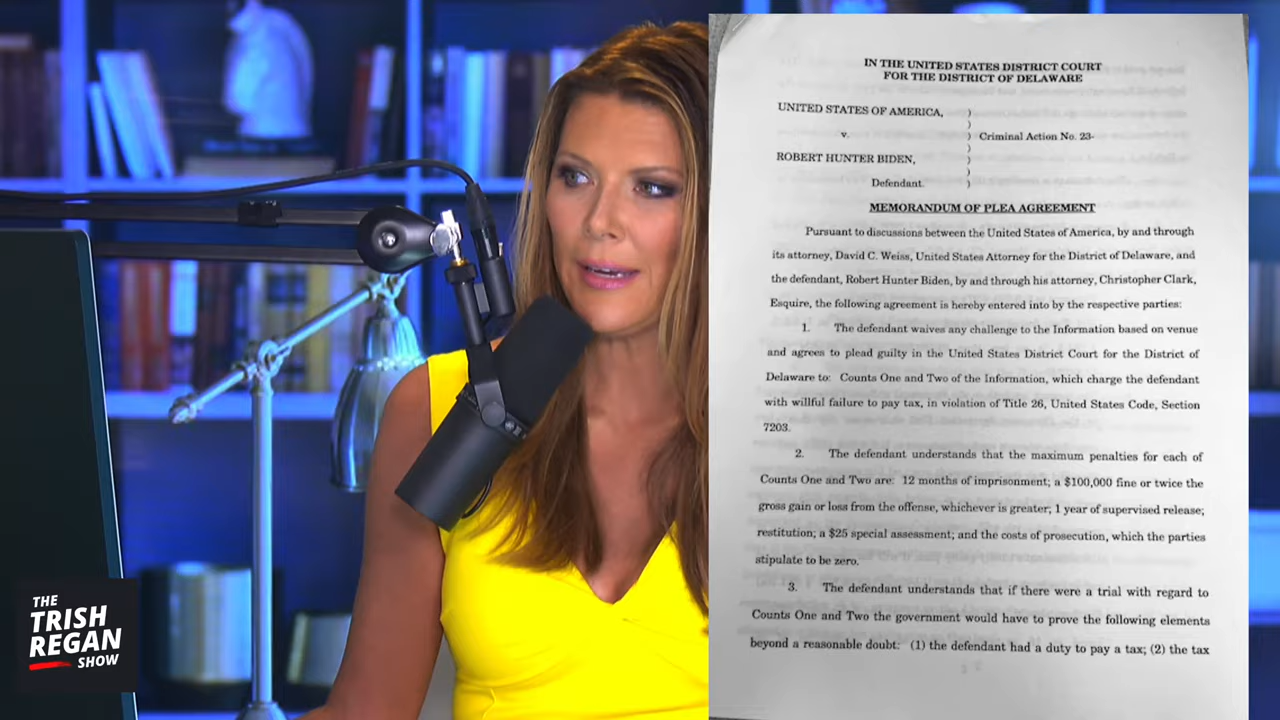 IN THE UNITED STATES DISTRICT COURT
FOR THE DISTRICT OF DELAWARE
UNITED STATES OF AMERICA, )
)
v. ) Criminal Action No. 23-
)
ROBERT HUNTER BIDEN, )
)
Defendant. )
MEMORANDUM OF PLEA AGREEMENT
Pursuant to discussions between the United States of America, by and through
its attorney, David C. Weiss, United States Attorney for the District of Delaware, and
the defendant, Robert Hunter Biden, by and through his attorney, Christopher Clark,
Esquire, the following agreement is hereby entered into by the respective parties:
1. The defendant waives any challenge to the Information based on venue
and agrees to plead guilty in the United States District Court for the District of
Delaware to: Counts One and Two of the Information, which charge the defendant
with willful failure to pay tax, in violation of Title 26, United States Code, Section
7203.
2. The defendant understands that the maximum penalties for each of
Counts One and Two are: 12 months of imprisonment; a $100,000 fine or twice the
gross gain or loss from the offense, whichever is greater; 1 year of supervised release;
restitution; a $25 special assessment; and the costs of prosecution, which the parties
stipulate to be zero.
3. The defendant understands that if there were a trial with regard to
Counts One and Two the government would have to prove the following elements
beyond a reasonable doubt: (1) the defendant had a duty to pay a tax; (2) the tax
THE
TRISH
REGAN
SHOW